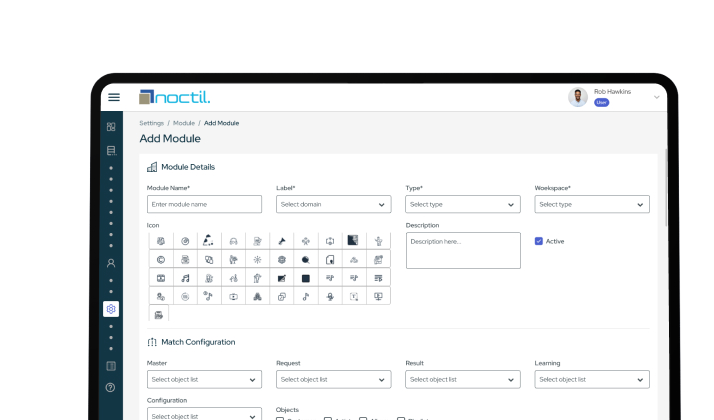 noctil.
Rob Hawkins
User
Settings / Module / Add Module
Add Module
Module Details
Module Name*
Label*
Type*
Woekspace*
Enter module name
Select domain
Select type
Select type
Icon
Description
Description here...
Active
Match Configuration
Master
Request
Result
Learning
Select object list
Select object list
Select object list
Select object list
Configuration
Objects
Select object list